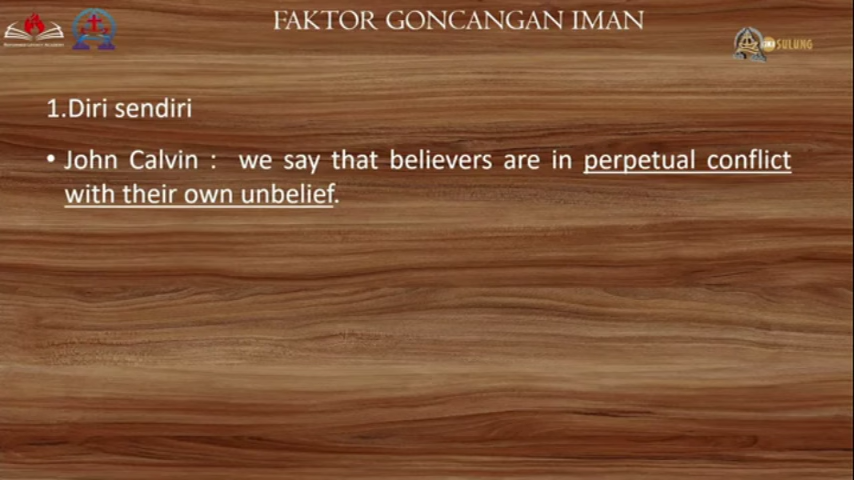 FAKTOR GONCANGAN IMAN
SULUNG
1.Diri sendiri
• John Calvin : we say that believers are in perpetual conflict
with their own unbelief.